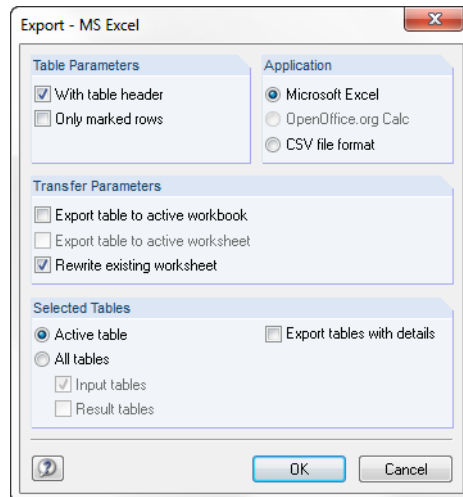 Export - MS Excel
Table Parameters
With table header
Only marked rows
Application
Microsoft Excel
OpenOffice.org Calc
CSV file format
Transfer Parameters
Export table to active workbook
Export table to active worksheet
Rewrite existing worksheet
Selected Tables
Active table
All tables
Input tables
Result tables
Export tables with details
OK
Cancel